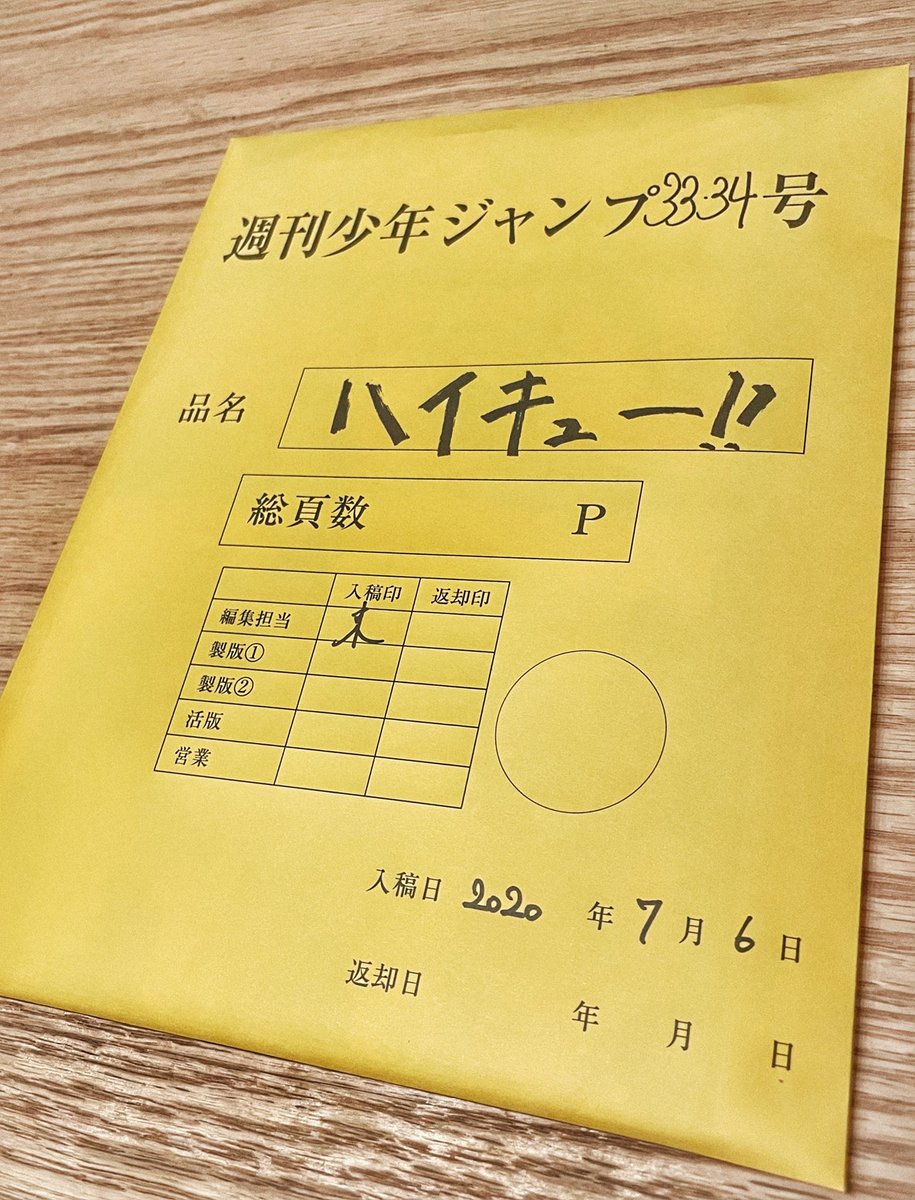 週刊少年ジャンプ33・34号
品名 ハイキュー!!
総頁数 P
入稿印 返却印
編集担当 本
製版①
製版②
活版
営業
入稿日 2020 年 7 月 6 日
返却日 年 月 日